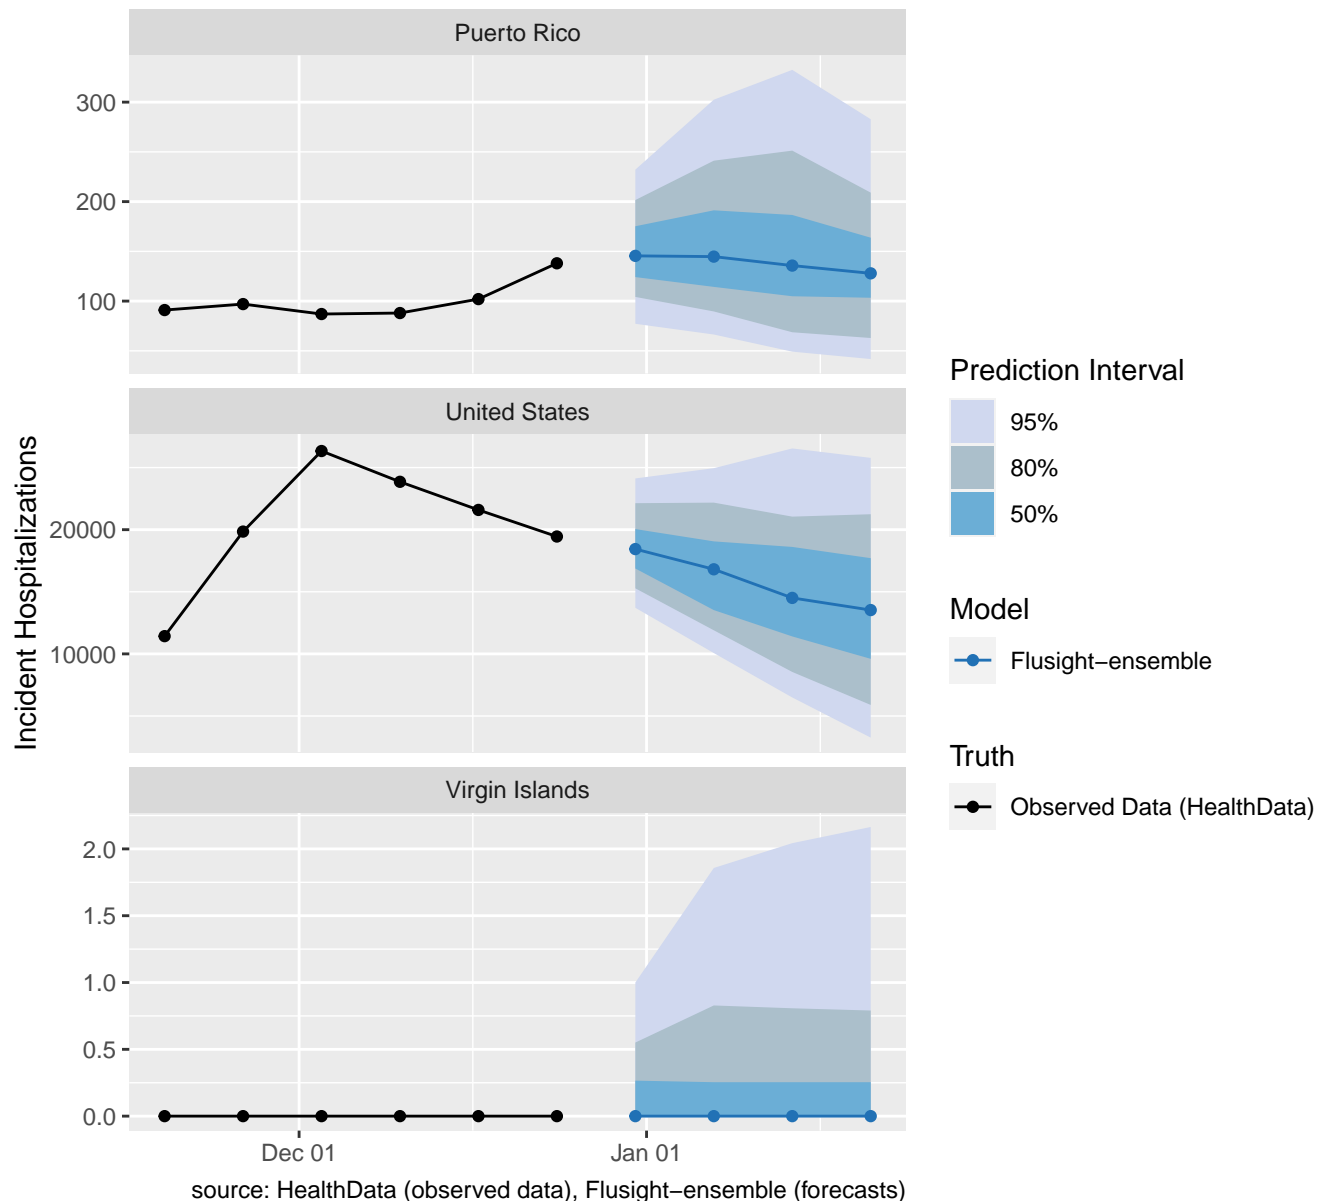 Puerto Rico
300
200
100
United States
20000
10000
Virgin Islands
2.0
1.5
1.0
0.5
0.0
Dec 01
Jan 01
Incident Hospitalizations
source: HealthData (observed data), Flusight−ensemble (forecasts)
Prediction Interval
95%
80%
50%
Model
Flusight−ensemble
Truth
Observed Data (HealthData)